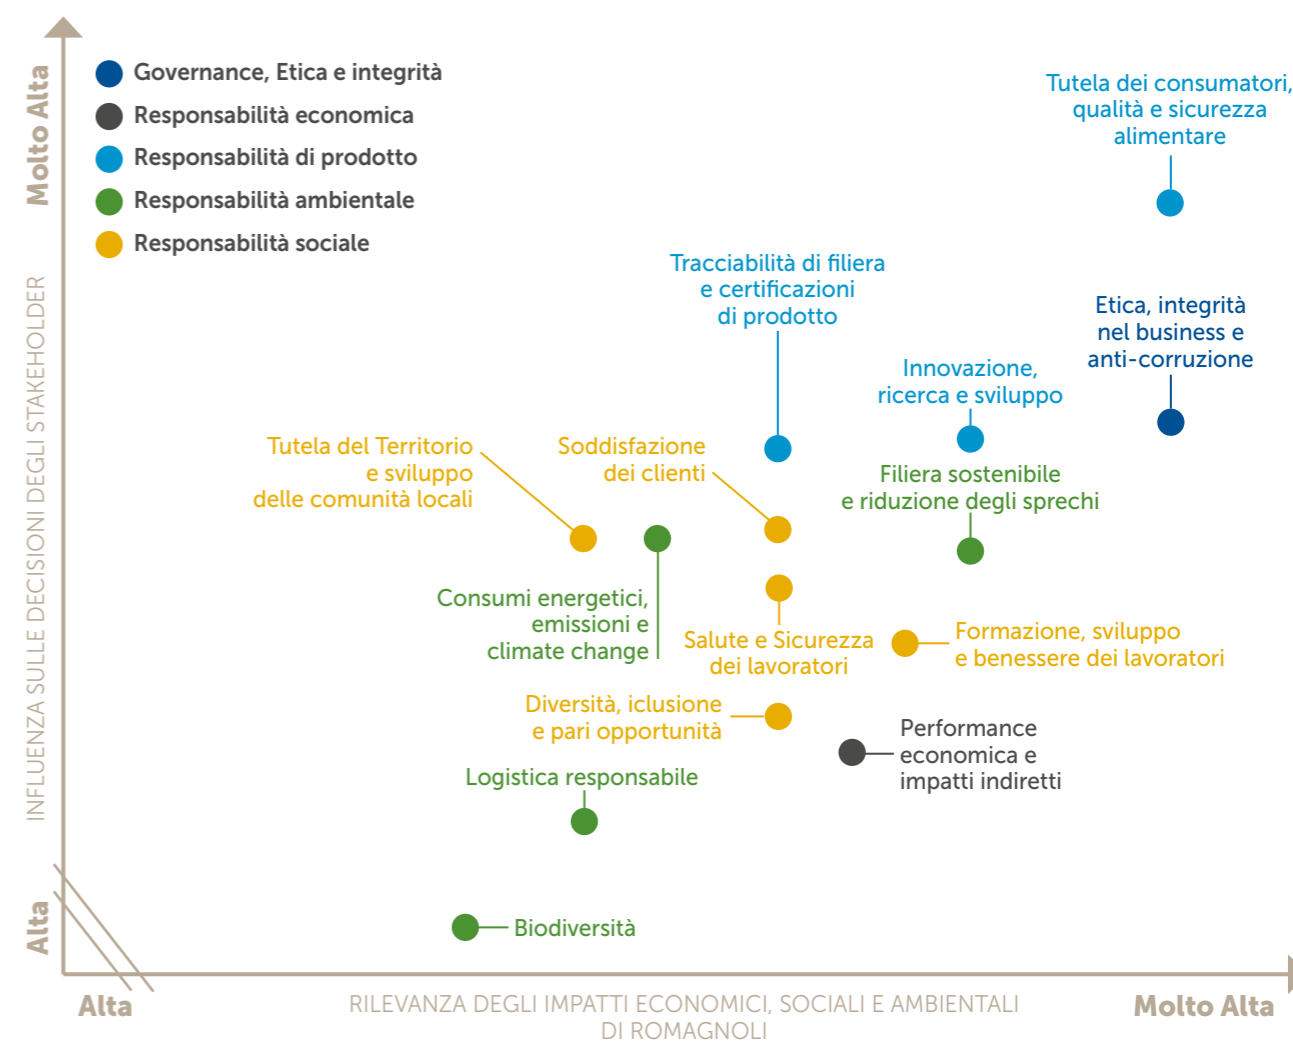 Molto Alta
INFLUENZA SULLE DECISIONI DEGLI STAKEHOLDER
Alta
Governance, Etica e integrità
Responsabilità economica
Responsabilità di prodotto
Responsabilità ambientale
Responsabilità sociale
Tutela dei consumatori,
qualità e sicurezza
alimentare
Tracciabilità di filiera
e certificazioni
di prodotto
Etica, integrità
nel business e
anti-corruzione
Innovazione,
ricerca e sviluppo
Tutela del Territorio
e sviluppo
delle comunità locali
Soddisfazione
dei clienti
Filiera sostenibile
e riduzione degli sprechi
Consumi energetici,
emissioni e
climate change
Salute e Sicurezza
dei lavoratori
Formazione, sviluppo
e benessere dei lavoratori
Diversità, iclusione
e pari opportunità
Performance
economica e
impatti indiretti
Logistica responsabile
Biodiversità
Alta
RILEVANZA DEGLI IMPATTI ECONOMICI, SOCIALI E AMBIENTALI
DI ROMAGNOLI
Molto Alta